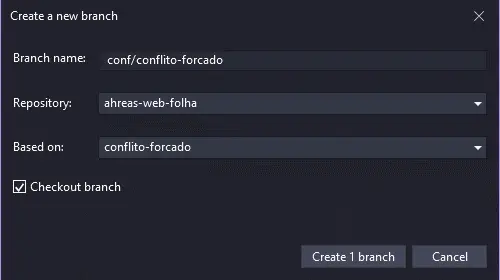 Create a new branch
Branch name: conf/conflito-forcado
Repository: ahreas-web-folha
Based on: conflito-forcado
Checkout branch
Create 1 branch Cancel